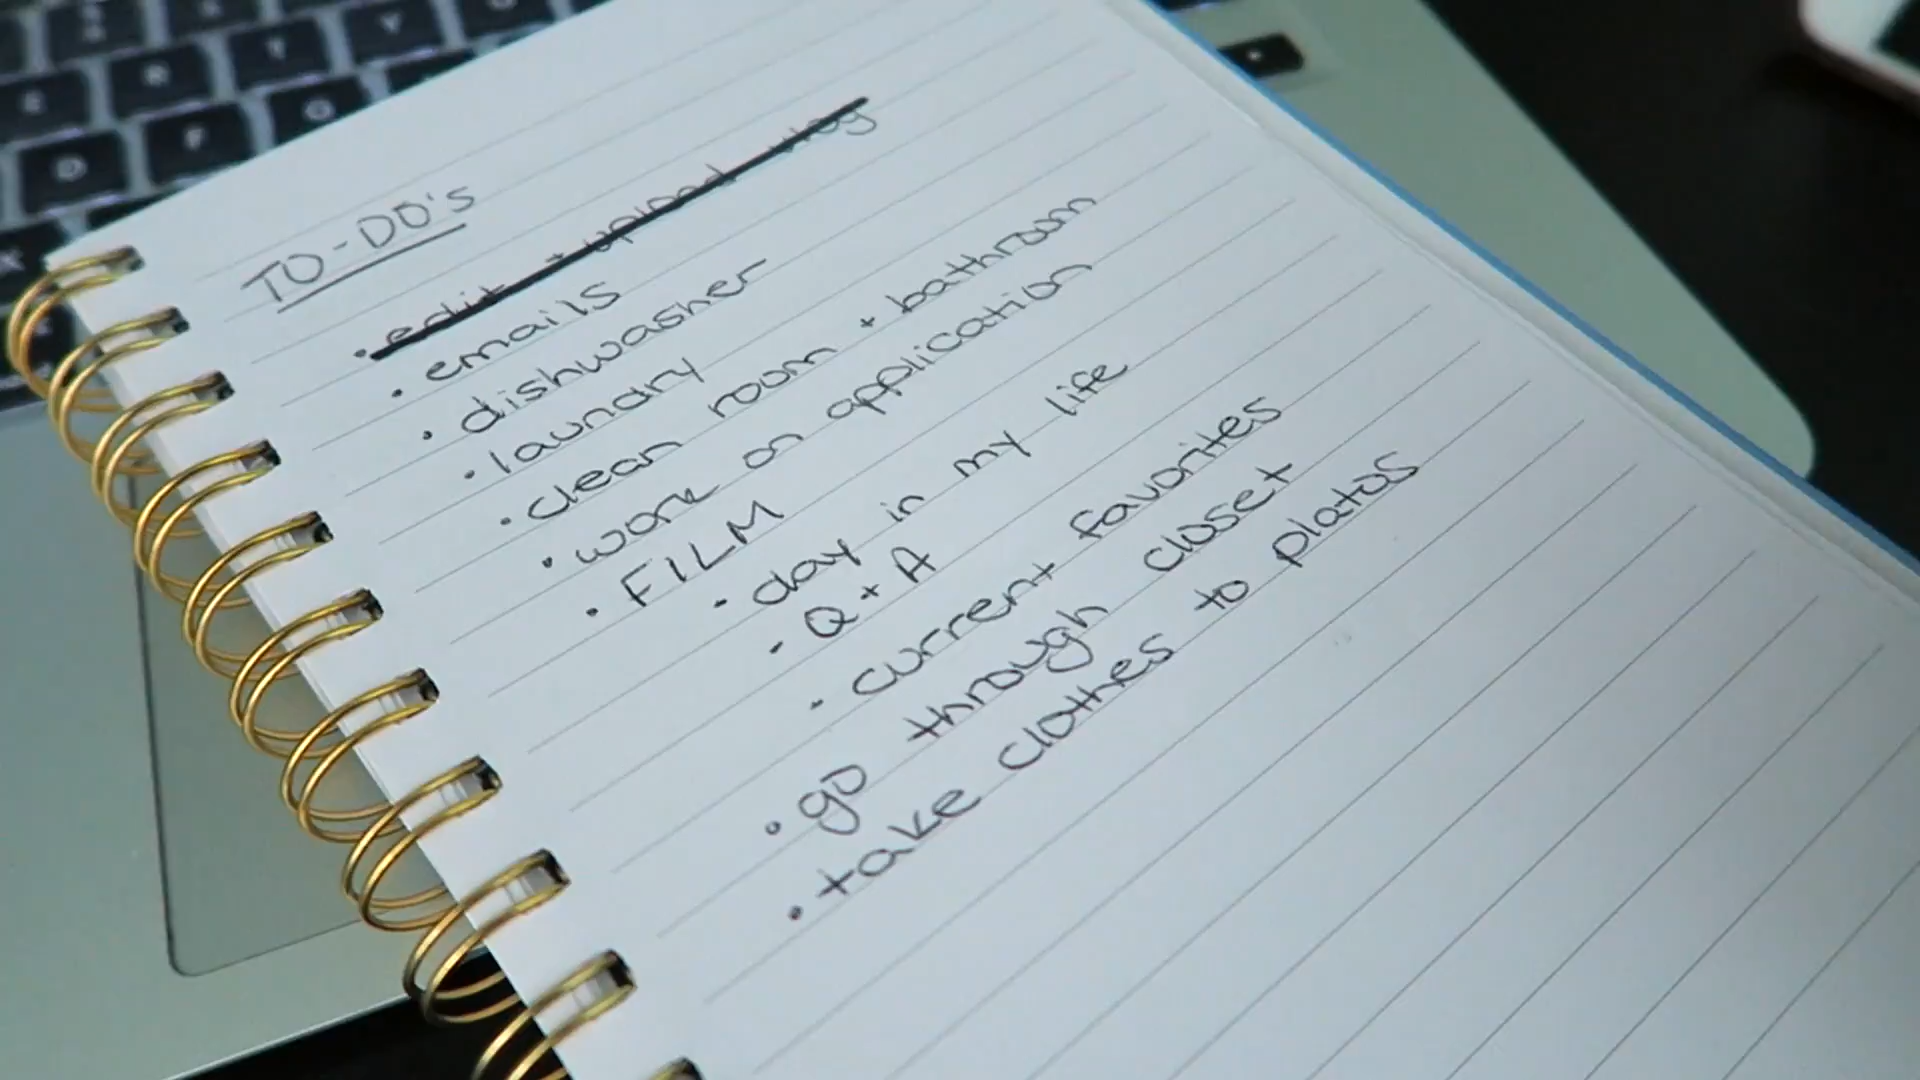 TO-DO's
• edit + upload vlog
• emails
• dishwasher
• laundry
• clean room + bathroom
• work on application
• FILM
• day in my life
- Q + A
- current favorites
• go through closet
• take clothes to platos